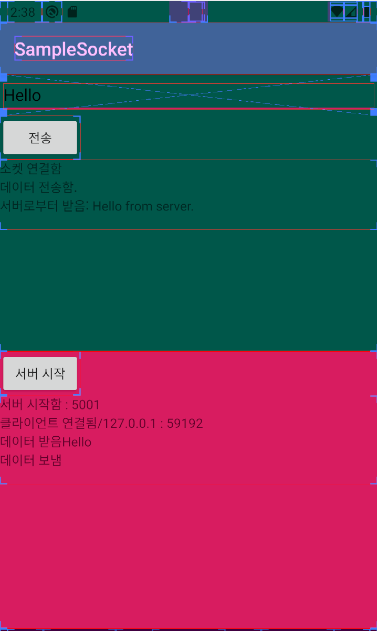 2:38
SampleSocket
Hello
전송
소켓 연결함
데이터 전송함.
서버로부터 받음: Hello from server.
서버 시작
서버 시작함 : 5001
클라이언트 연결됨/127.0.0.1 : 59192
데이터 받음Hello
데이터 보냄